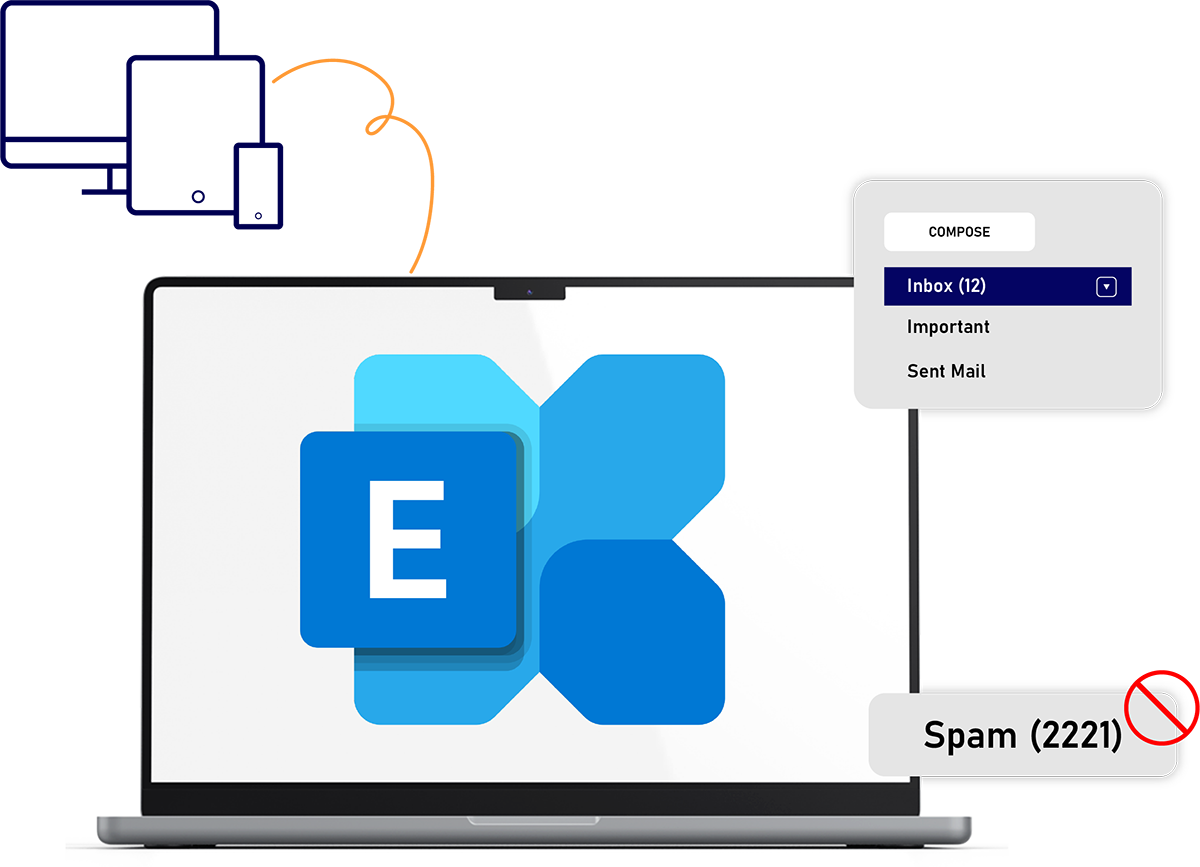 COMPOSE
Inbox (12)
Important
Sent Mail
E
Spam (2221)